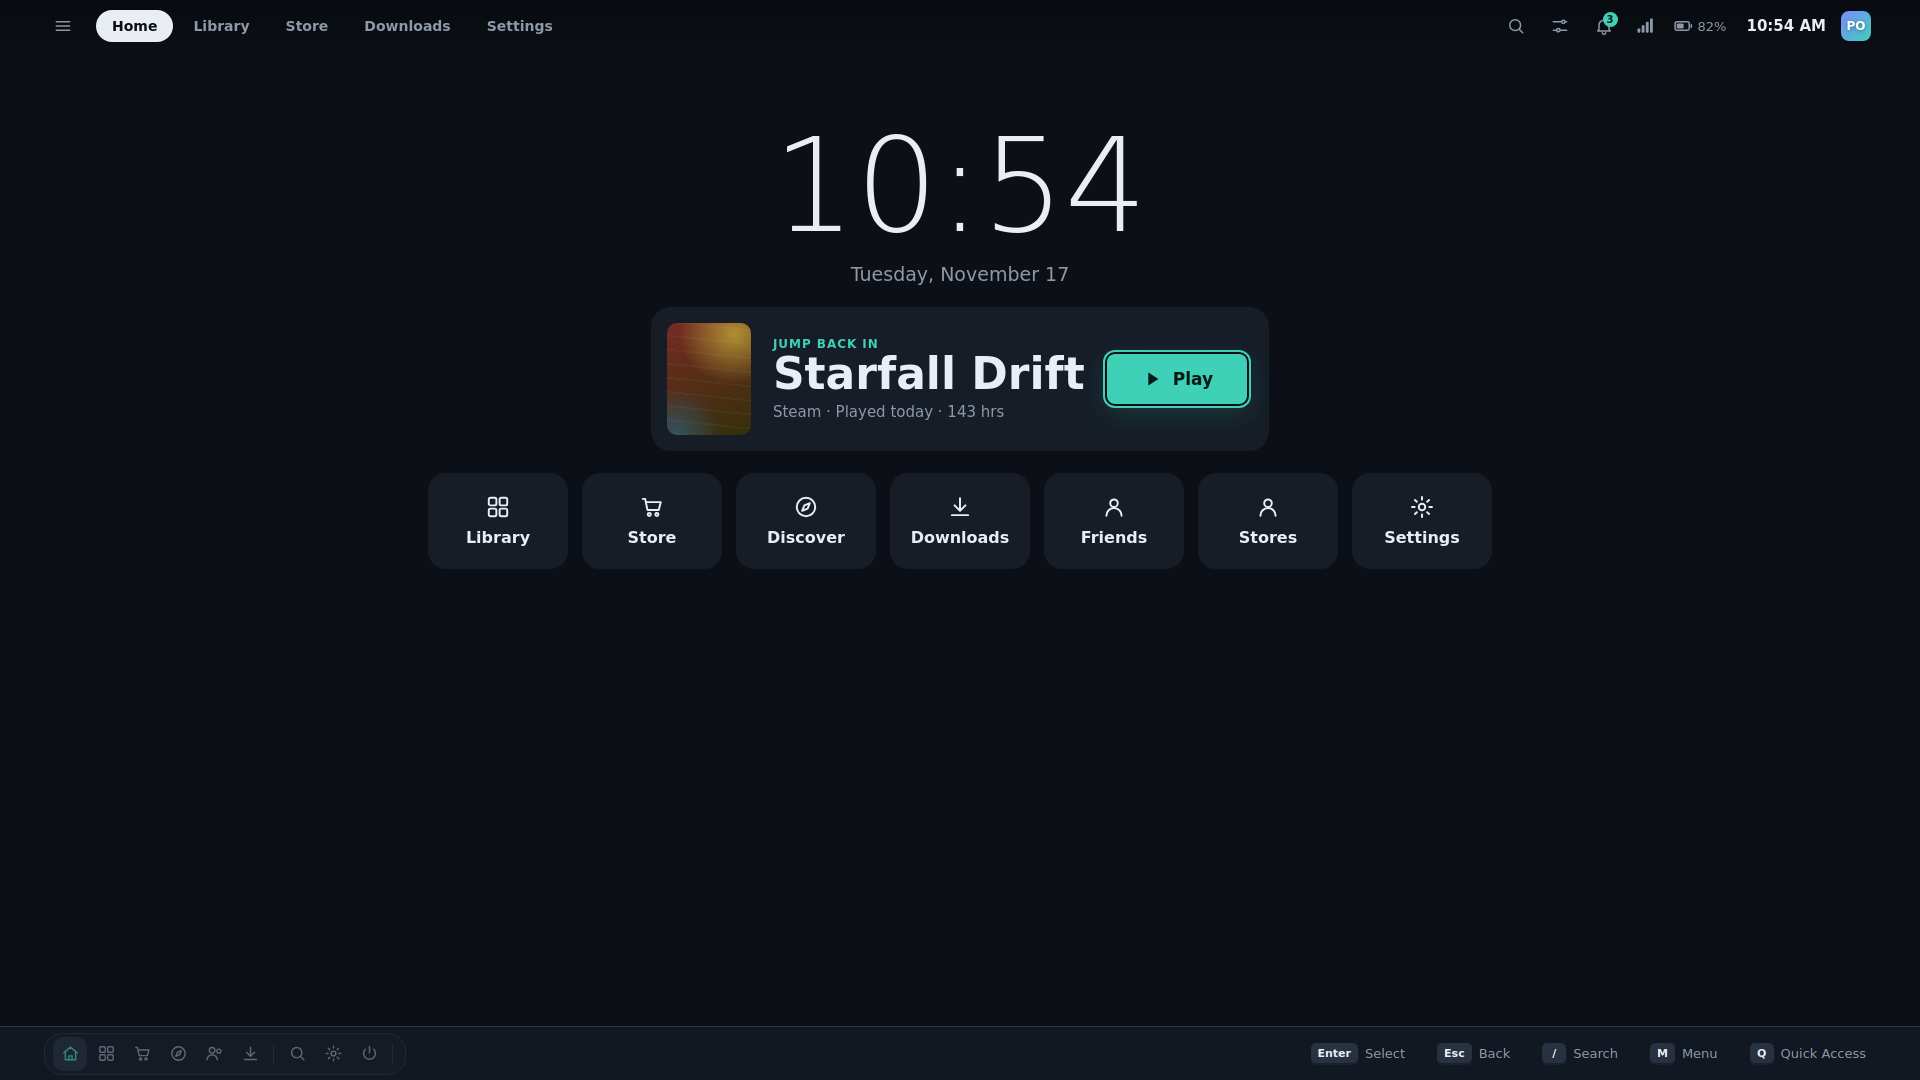 Home Library Store Downloads Settings 3 82% 10:54 AM PO
10:54
Tuesday, November 17
JUMP BACK IN
Starfall Drift
Steam · Played today · 143 hrs
Play
Library Store Discover Downloads Friends Stores Settings
Enter Select Esc Back / Search M Menu Q Quick Access